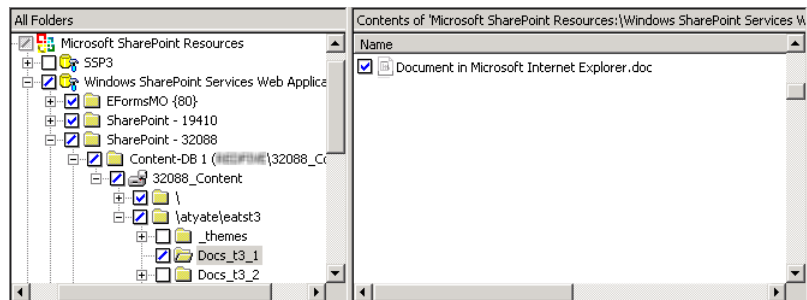 All Folders
Microsoft SharePoint Resources
SSP3
Windows SharePoint Services Web Applica
EFormsMO {80}
SharePoint - 19410
SharePoint - 32088
Content-DB 1 ( \32088_Co
32088_Content
\
\atyate\eatst3
_themes
Docs_t3_1
Docs_t3_2
Contents of 'Microsoft SharePoint Resources:\Windows SharePoint Services W
Name
Document in Microsoft Internet Explorer.doc